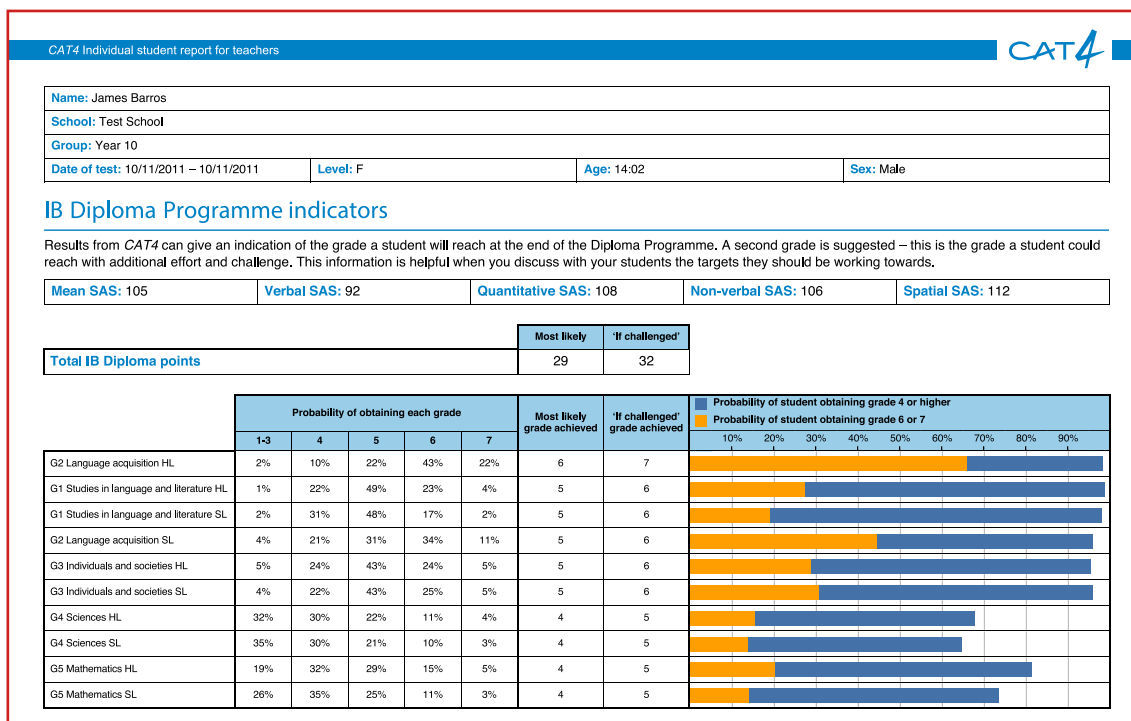 CAT4 Individual student report for teachers
CAT4
Name: James Barros
School: Test School
Group: Year 10
Date of test: 10/11/2011 – 10/11/2011 Level: F Age: 14:02 Sex: Male
IB Diploma Programme indicators
Results from CAT4 can give an indication of the grade a student will reach at the end of the Diploma Programme. A second grade is suggested – this is the grade a student could
reach with additional effort and challenge. This information is helpful when you discuss with your students the targets they should be working towards.
Mean SAS: 105 Verbal SAS: 92 Quantitative SAS: 108 Non-verbal SAS: 106 Spatial SAS: 112
Most likely 'If challenged'
Total IB Diploma points 29 32
Probability of obtaining each grade
Most likely grade achieved
'If challenged' grade achieved
Probability of student obtaining grade 4 or higher
Probability of student obtaining grade 6 or 7
1-3 4 5 6 7
10% 20% 30% 40% 50% 60% 70% 80% 90%
G2 Language acquisition HL 2% 10% 22% 43% 22% 6 7
G1 Studies in language and literature HL 1% 22% 49% 23% 4% 5 6
G1 Studies in language and literature SL 2% 31% 48% 17% 2% 5 6
G2 Language acquisition SL 4% 21% 31% 34% 11% 5 6
G3 Individuals and societies HL 5% 24% 43% 24% 5% 5 6
G3 Individuals and societies SL 4% 22% 43% 25% 5% 5 6
G4 Sciences HL 32% 30% 22% 11% 4% 4 5
G4 Sciences SL 35% 30% 21% 10% 3% 4 5
G5 Mathematics HL 19% 32% 29% 15% 5% 4 5
G5 Mathematics SL 26% 35% 25% 11% 3% 4 5